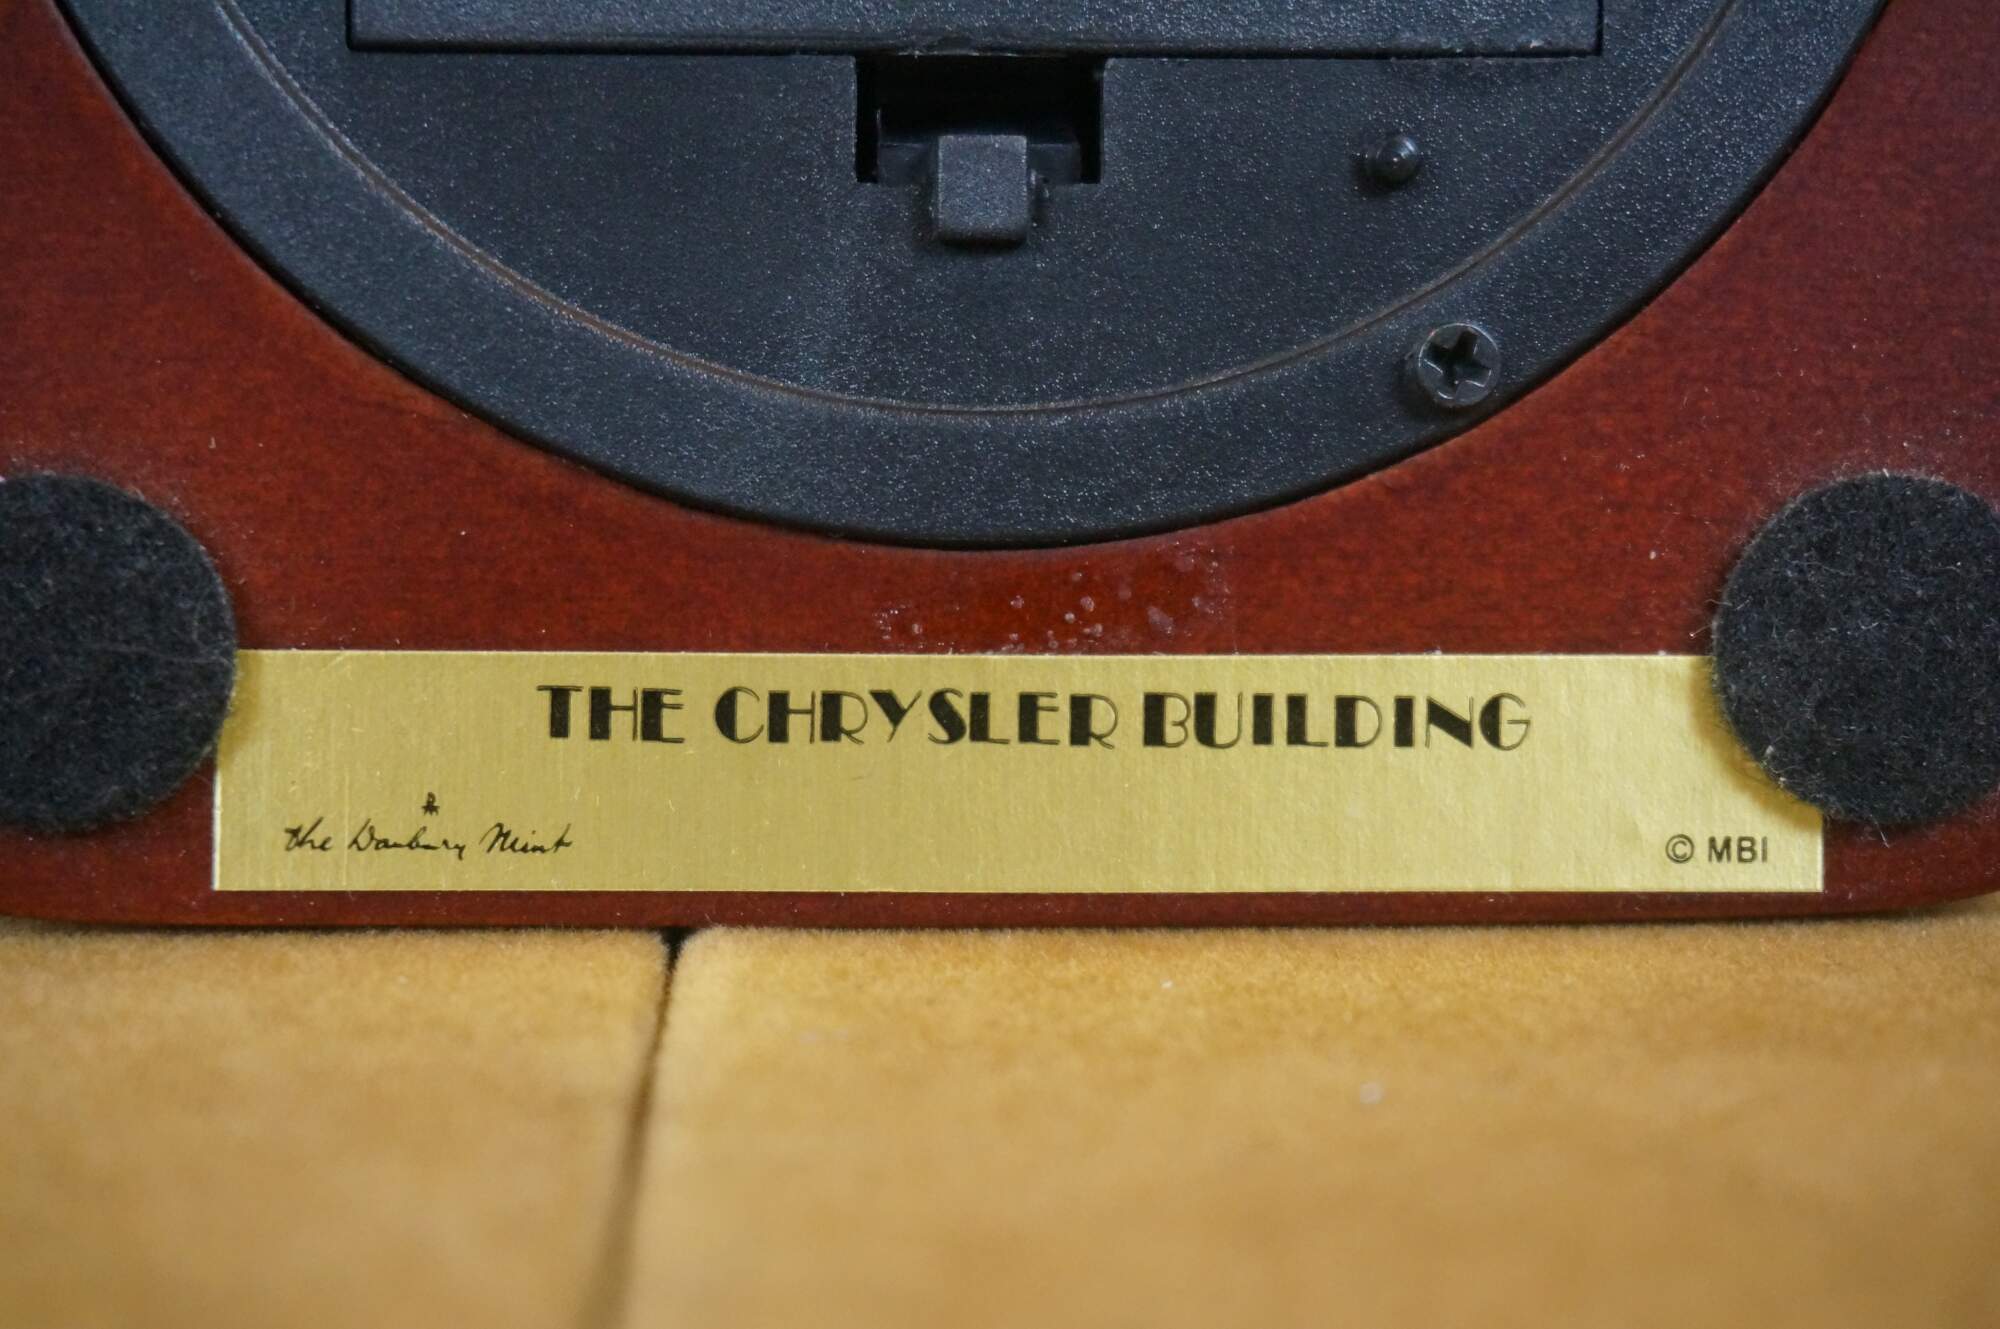 THE CHRYSLER BUILDING
the Danbury Mint
© MBI